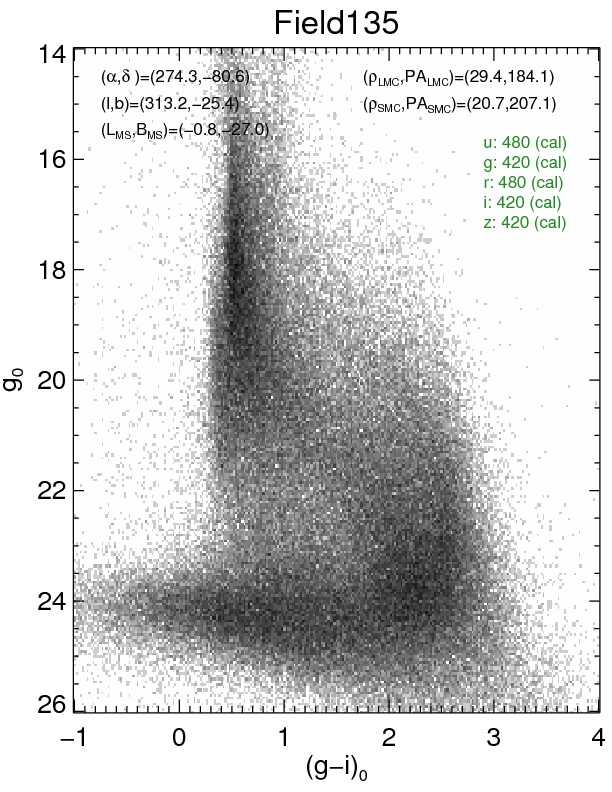 Field135
(α,δ )=(274.3,−80.6)
(ρLMC,PALMC)=(29.4,184.1)
(l,b)=(313.2,−25.4)
(ρSMC,PASMC)=(20.7,207.1)
(LMS,BMS)=(−0.8,−27.0)
u: 480 (cal)
g: 420 (cal)
r: 480 (cal)
i: 420 (cal)
z: 420 (cal)
14
16
18
20
22
24
26
g0
−1 0 1 2 3 4
(g−i)0